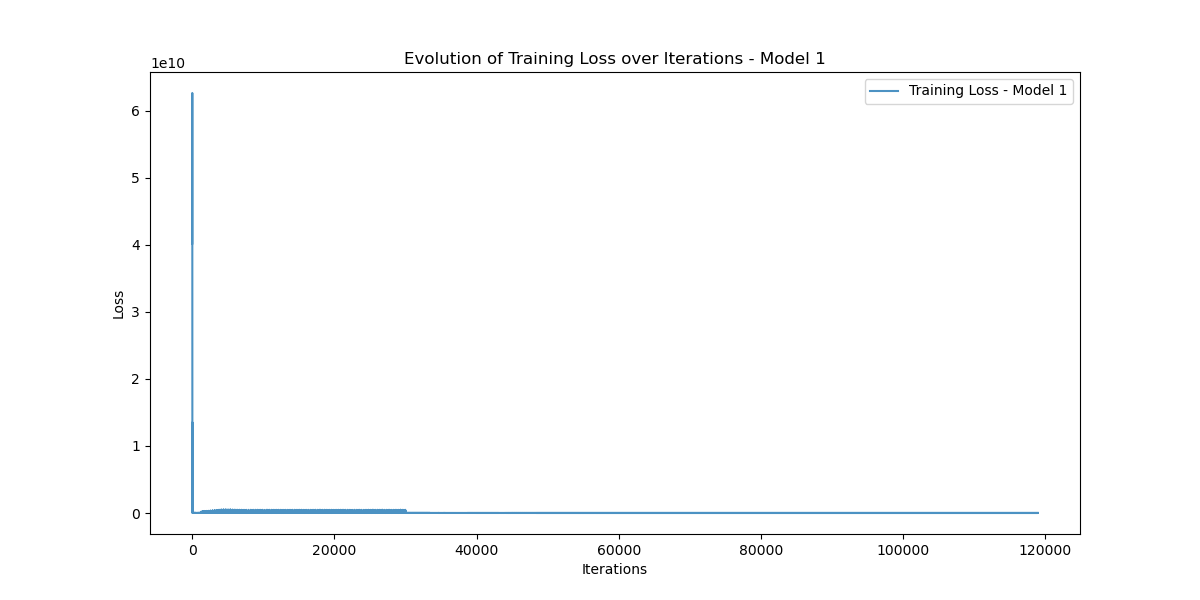 Evolution of Training Loss over Iterations - Model 1
1e10
Training Loss - Model 1
6
5
4
3
2
1
0
Loss
0 20000 40000 60000 80000 100000 120000
Iterations